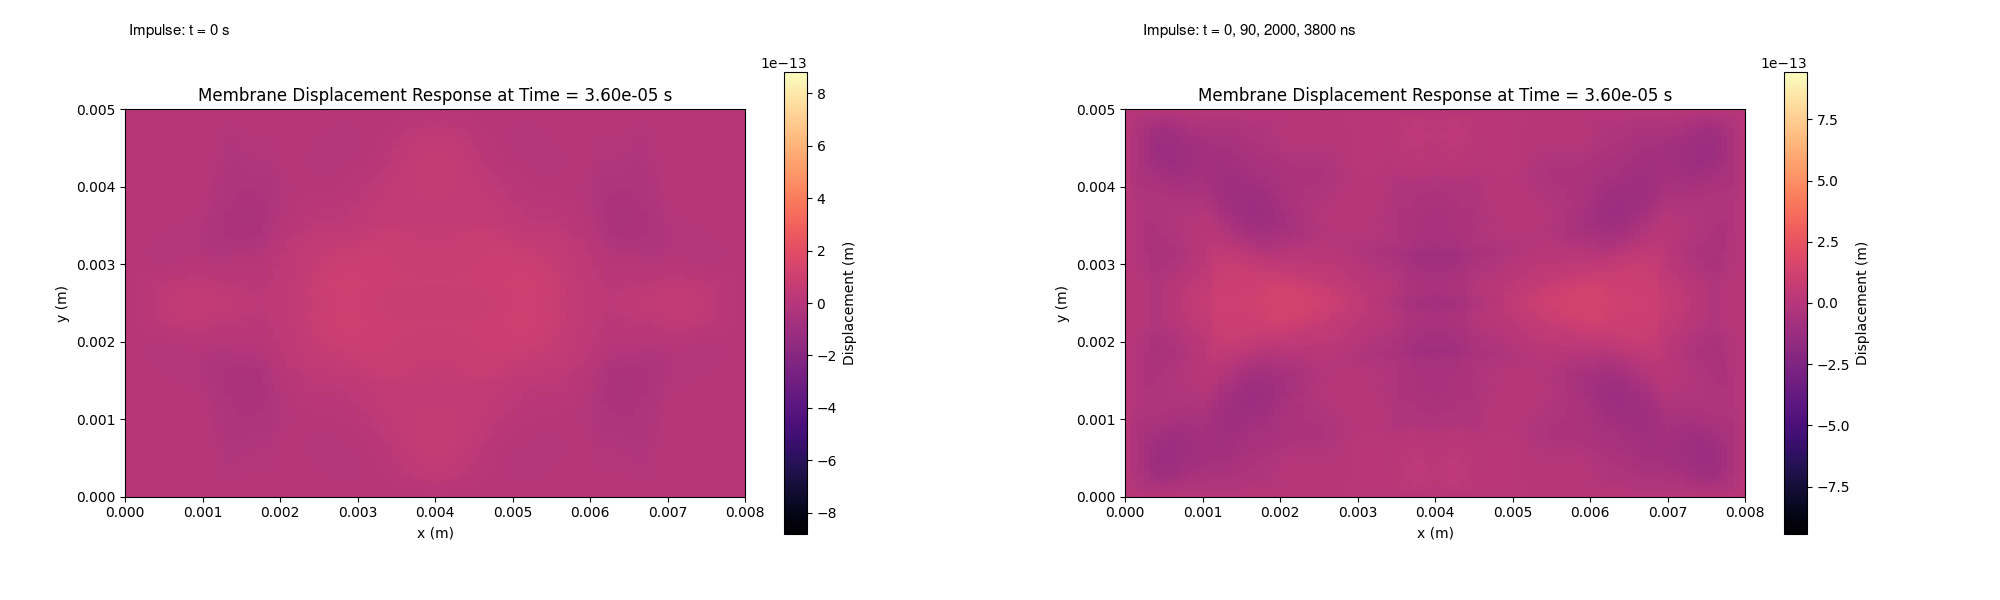 Impulse: t = 0 s
1e−13
Membrane Displacement Response at Time = 3.60e-05 s
0.005
0.004
0.003
0.002
0.001
0.000
y (m)
0.000 0.001 0.002 0.003 0.004 0.005 0.006 0.007 0.008
x (m)
8
6
4
2
0
−2
−4
−6
−8
Displacement (m)
Impulse: t = 0, 90, 2000, 3800 ns
1e−13
Membrane Displacement Response at Time = 3.60e-05 s
0.005
0.004
0.003
0.002
0.001
0.000
y (m)
0.000 0.001 0.002 0.003 0.004 0.005 0.006 0.007 0.008
x (m)
7.5
5.0
2.5
0.0
−2.5
−5.0
−7.5
Displacement (m)